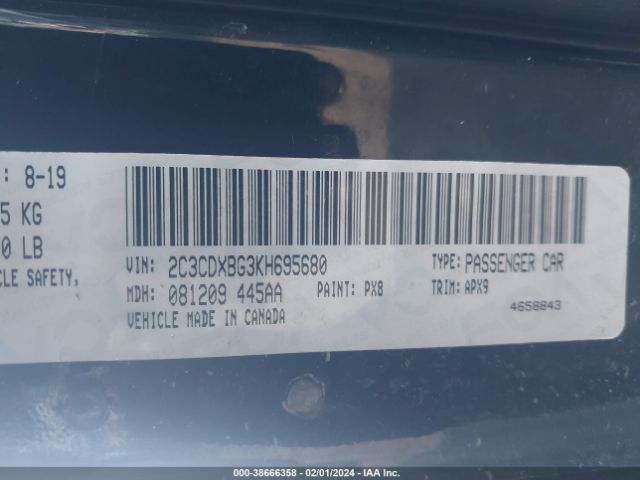 : 8-19
5 KG
0 LB
CLE SAFETY,
VIN: 2C3CDXBG3KH695680
TYPE: PASSENGER CAR
MDH: 081209 445AA
PAINT: PX8
TRIM: APX9
VEHICLE MADE IN CANADA
4658843
000-38666358 - 02/01/2024 - IAA Inc.